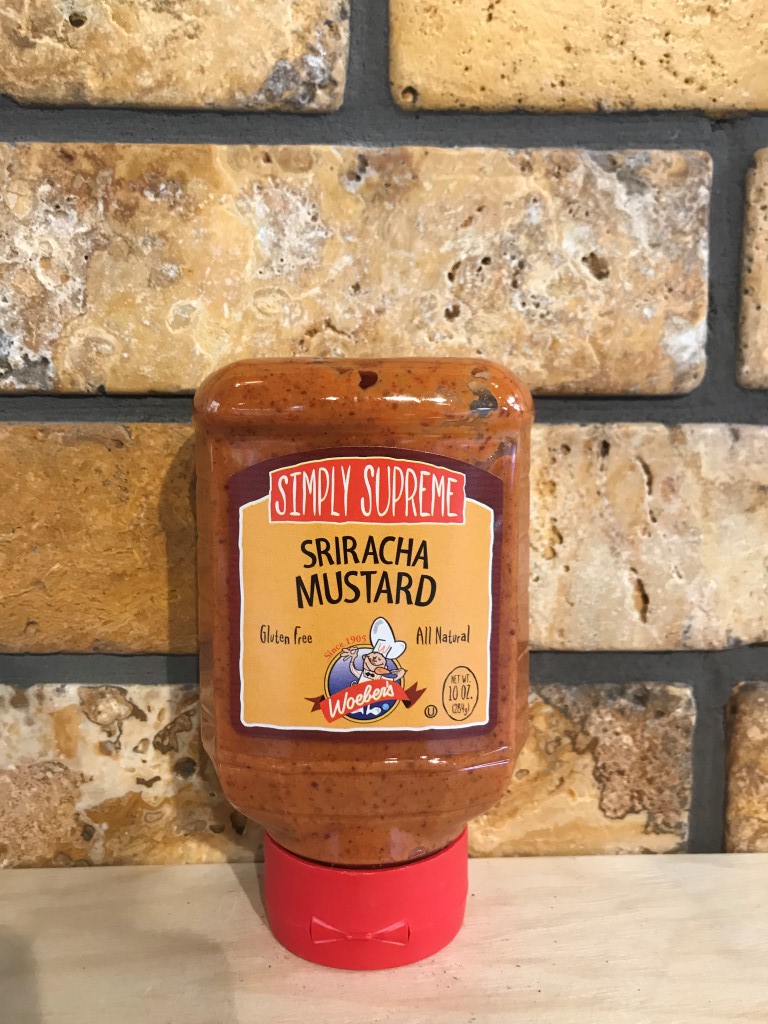 SIMPLY SUPREME
SRIRACHA
MUSTARD
Gluten Free
Since 1905
All Natural
W
Woeber's
NET WT.
10 OZ.
(284g)
U